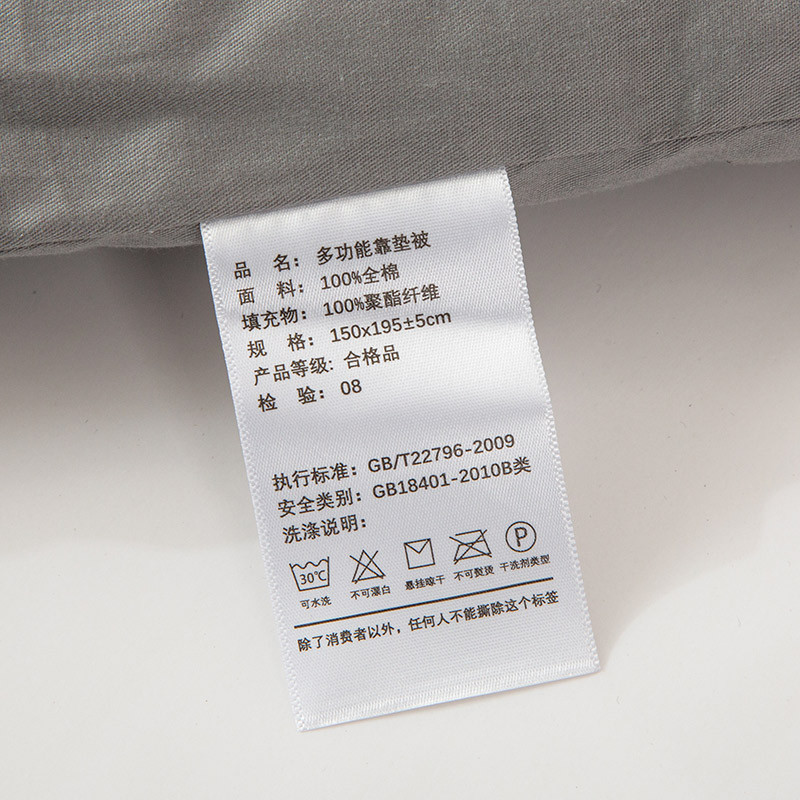 品 名：多功能靠垫被
面 料：100%全棉
填充物：100%聚酯纤维
规 格：150x195±5cm
产品等级：合格品
检 验：08
执行标准：GB/T22796-2009
安全类别：GB18401-2010B类
洗涤说明：
30℃ P
可水洗 不可漂白 悬挂晾干 不可熨烫 干洗剂类型
除了消费者以外，任何人不能撕除这个标签